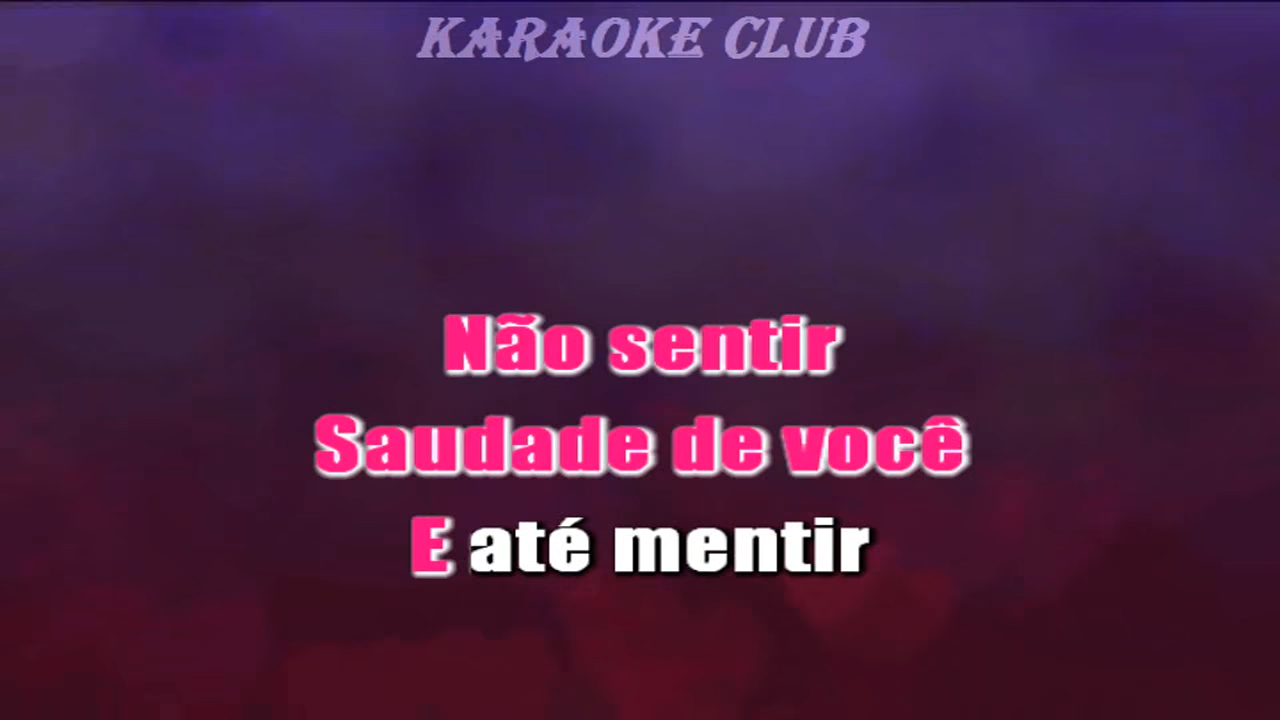 KARAOKE CLUB
Não sentir
Saudade de você
E até mentir